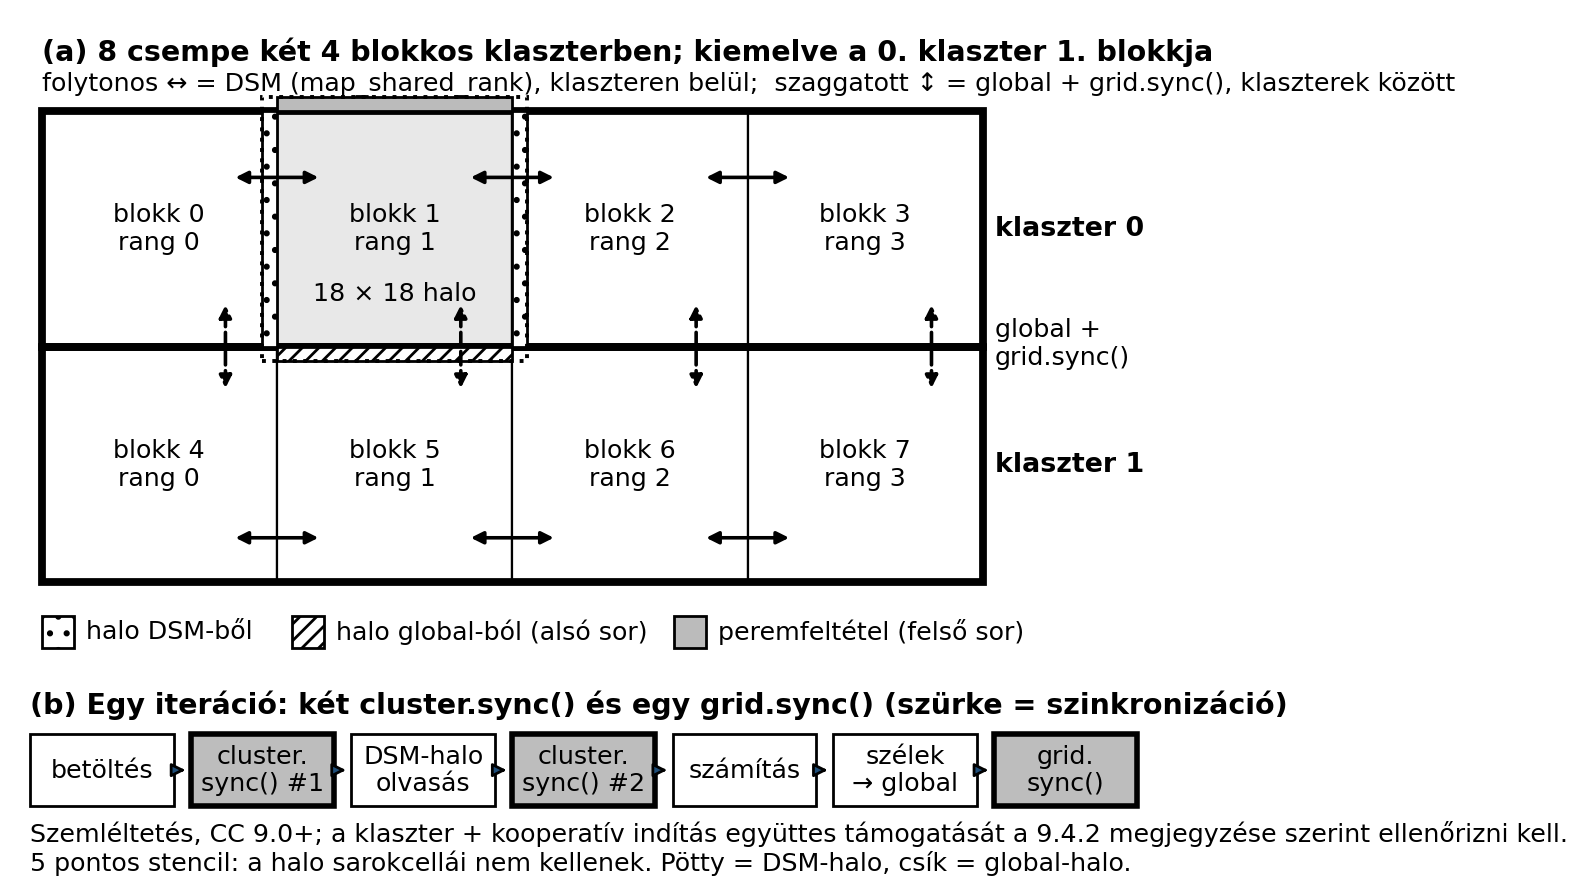 (a) 8 csempe két 4 blokkos klaszterben; kiemelve a 0. klaszter 1. blokkja
folytonos ↔ = DSM (map_shared_rank), klaszteren belül;  szaggatott ↕ = global + grid.sync(), klaszterek között
blokk 0
rang 0
blokk 1
rang 1
18 × 18 halo
blokk 2
rang 2
blokk 3
rang 3
klaszter 0
global +
grid.sync()
blokk 4
rang 0
blokk 5
rang 1
blokk 6
rang 2
blokk 7
rang 3
klaszter 1
halo DSM-ből
halo global-ból (alsó sor)
peremfeltétel (felső sor)
(b) Egy iteráció: két cluster.sync() és egy grid.sync() (szürke = szinkronizáció)
betöltés
cluster.
sync() #1
DSM-halo
olvasás
cluster.
sync() #2
számítás
szélek
→ global
grid.
sync()
Szemléltetés, CC 9.0+; a klaszter + kooperatív indítás együttes támogatását a 9.4.2 megjegyzése szerint ellenőrizni kell.
5 pontos stencil: a halo sarokcellái nem kellenek. Pötty = DSM-halo, csík = global-halo.